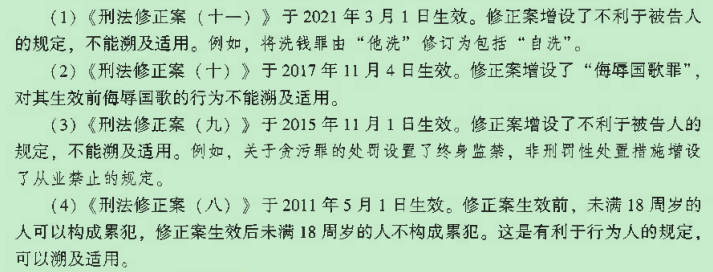 （1）《刑法修正案（十一）》于 2021 年 3 月 1 日生效。修正案增设了不利于被告人
的规定，不能溯及适用。例如，将洗钱罪由“他洗”修订为包括“自洗”。
（2）《刑法修正案（十）》于 2017 年 11 月 4 日生效。修正案增设了“侮辱国歌罪”，
对其生效前侮辱国歌的行为不能溯及适用。
（3）《刑法修正案（九）》于 2015 年 11 月 1 日生效。修正案增设了不利于被告人的
规定，不能溯及适用。例如，关于贪污罪的处罚设置了终身监禁，非刑罚性处置措施增设
了从业禁止的规定。
（4）《刑法修正案（八）》于 2011 年 5 月 1 日生效。修正案生效前，未满 18 周岁的
人可以构成累犯，修正案生效后未满 18 周岁的人不构成累犯。这是有利于行为人的规定，
可以溯及适用。